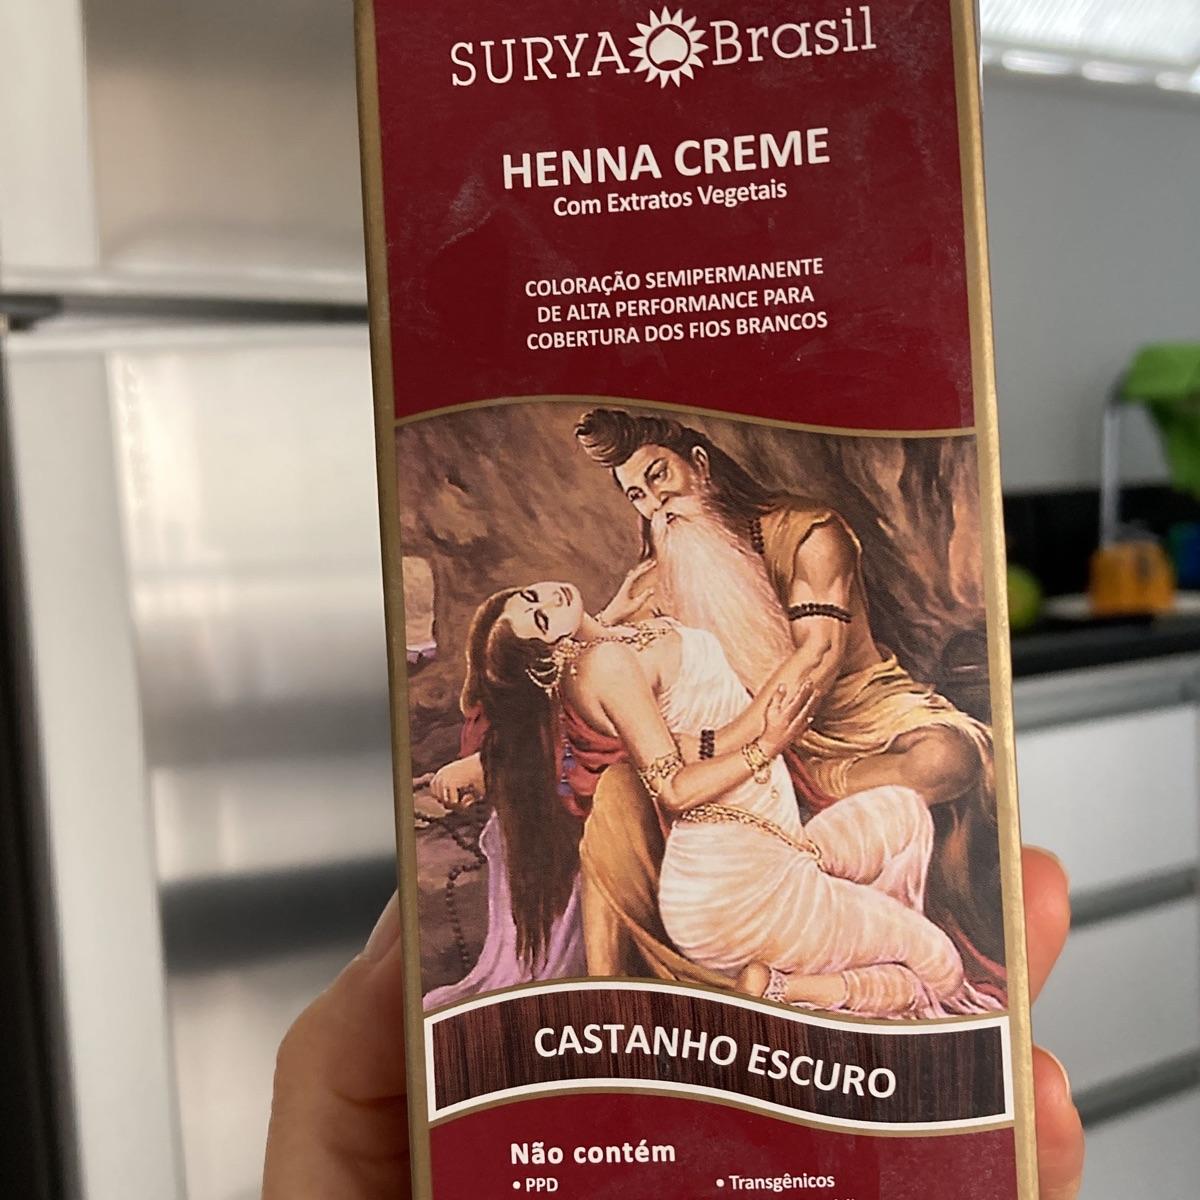 SURYA Brasil
HENNA CREME
Com Extratos Vegetais
COLORAÇÃO SEMIPERMANENTE
DE ALTA PERFORMANCE PARA
COBERTURA DOS FIOS BRANCOS
CASTANHO ESCURO
Não contém
• PPD
• Transgênicos